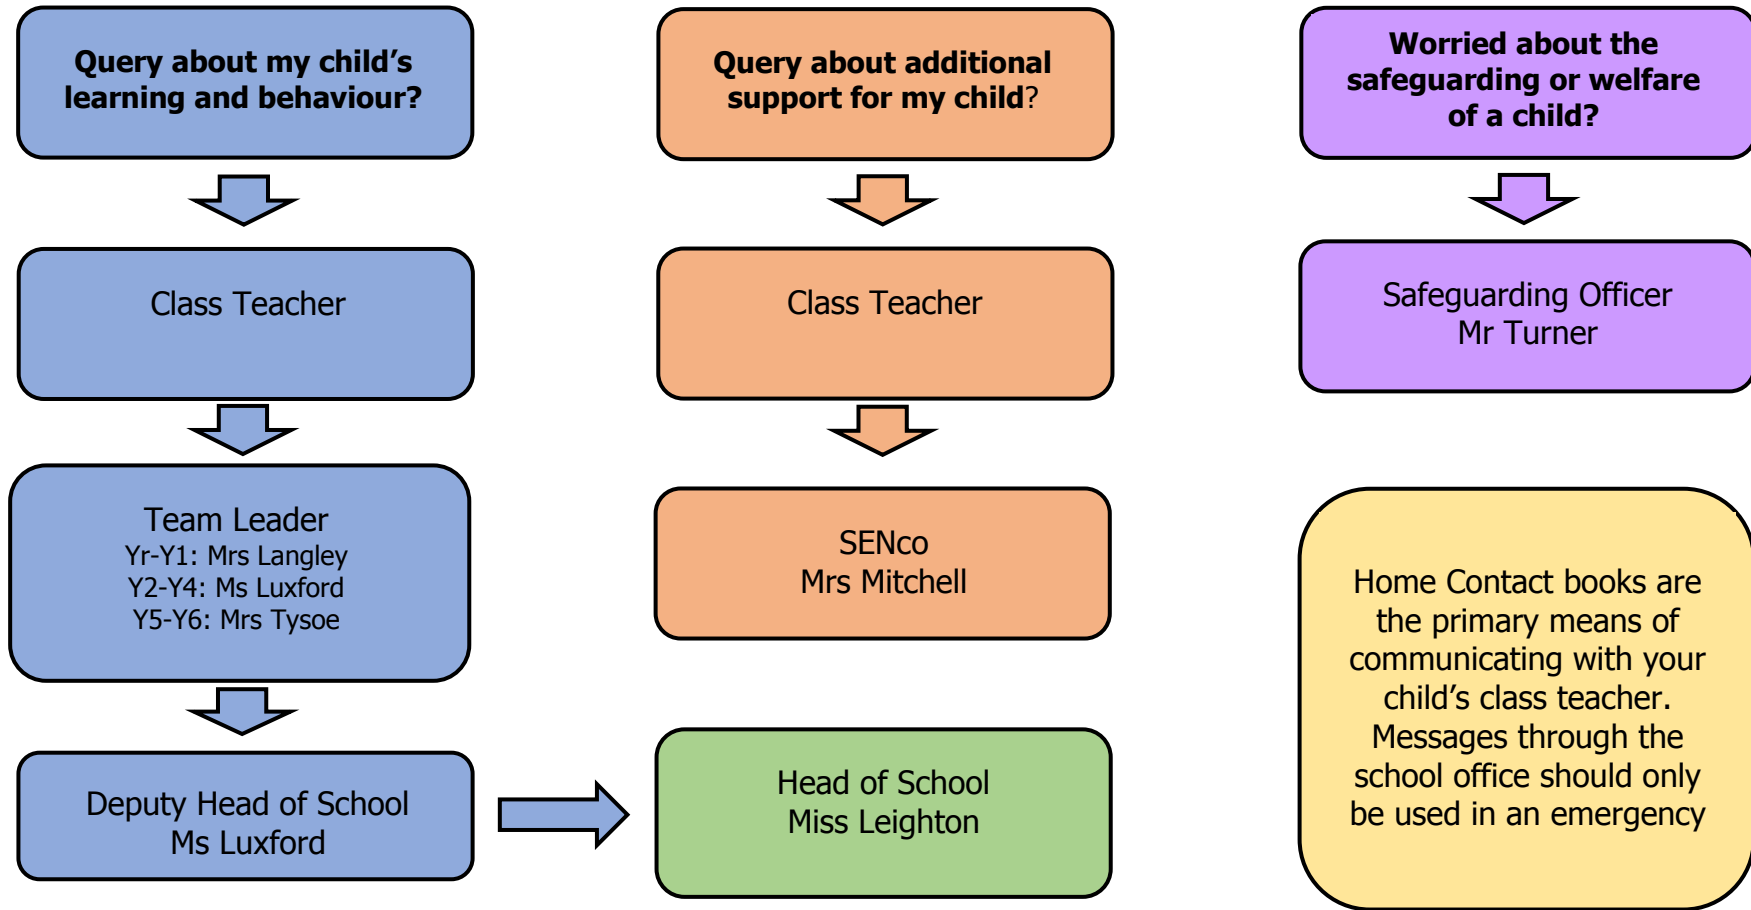 Query about my child’s
learning and behaviour?
Class Teacher
Team Leader
Yr-Y1: Mrs Langley
Y2-Y4: Ms Luxford
Y5-Y6: Mrs Tysoe
Deputy Head of School
Ms Luxford
Query about additional
support for my child?
Class Teacher
SENco
Mrs Mitchell
Head of School
Miss Leighton
Worried about the
safeguarding or welfare
of a child?
Safeguarding Officer
Mr Turner
Home Contact books are
the primary means of
communicating with your
child’s class teacher.
Messages through the
school office should only
be used in an emergency